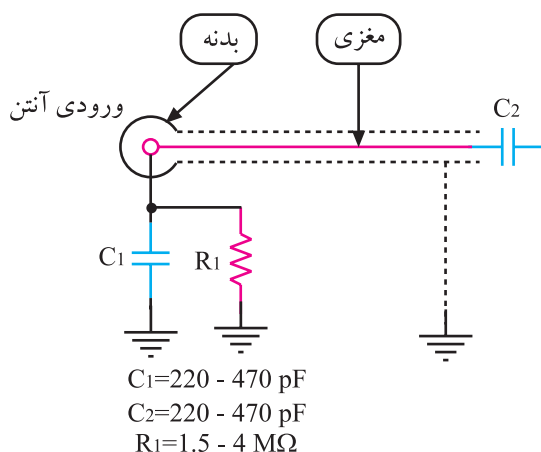 بدنه
مغزی
ورودی آنتن
C2
C1
R1
C1=220 - 470 pF
C2=220 - 470 pF
R1=1.5 - 4 MΩ